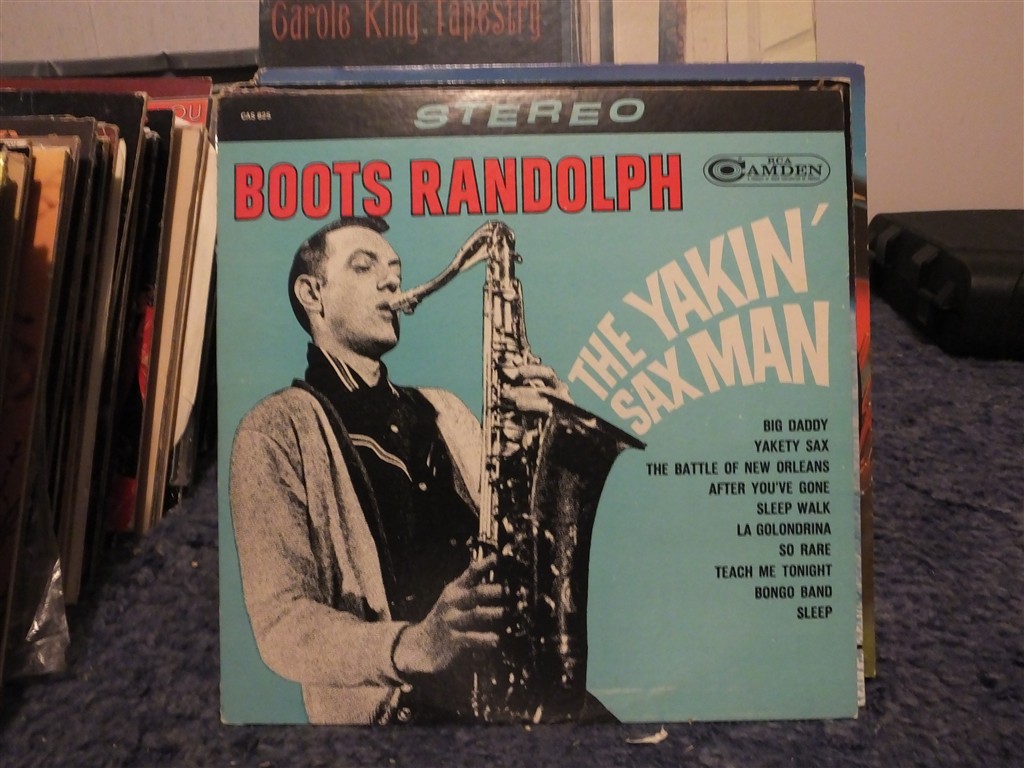 Carole King Tapestry
OU
CAS 825
STEREO
BOOTS RANDOLPH
RCA
CAMDEN
THE YAKIN'
SAX MAN
BIG DADDY
YAKETY SAX
THE BATTLE OF NEW ORLEANS
AFTER YOU'VE GONE
SLEEP WALK
LA GOLONDRINA
SO RARE
TEACH ME TONIGHT
BONGO BAND
SLEEP